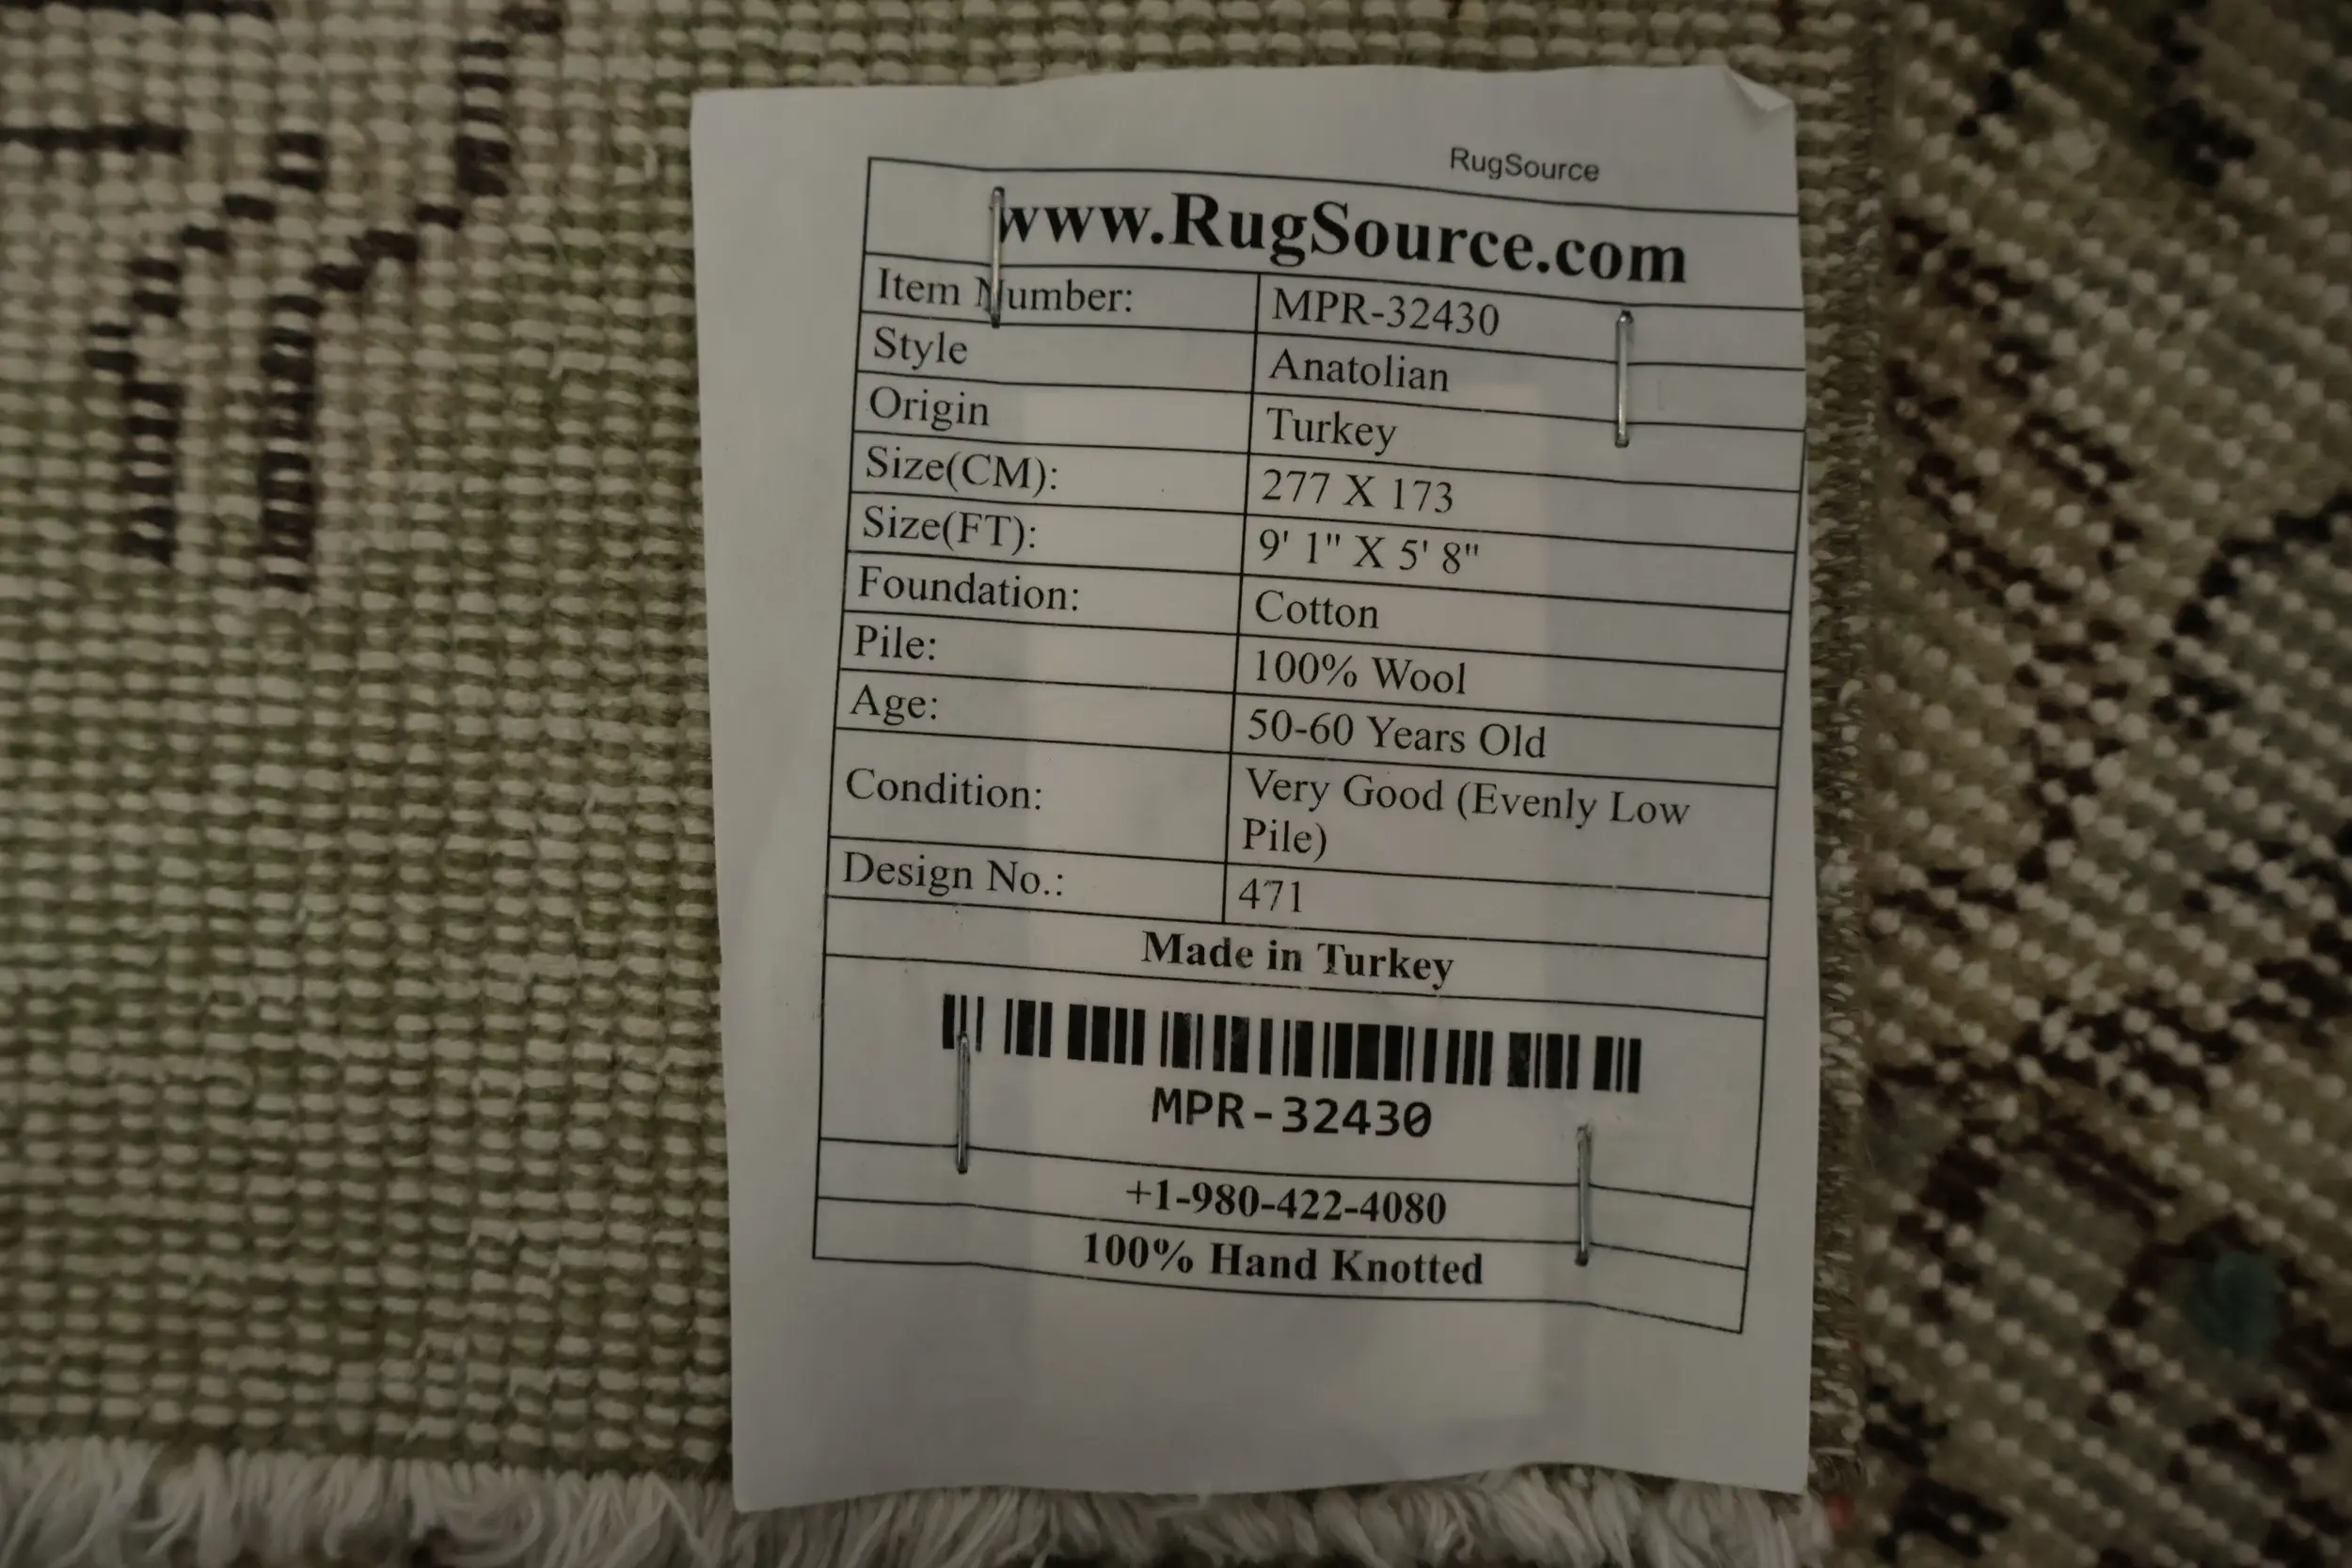 RugSource
www.RugSource.com
Item Number: MPR-32430
Style Anatolian
Origin Turkey
Size(CM): 277 X 173
Size(FT): 9' 1" X 5' 8"
Foundation: Cotton
Pile: 100% Wool
Age: 50-60 Years Old
Condition: Very Good (Evenly Low
Pile)
Design No.: 471
Made in Turkey
MPR-32430
+1-980-422-4080
100% Hand Knotted